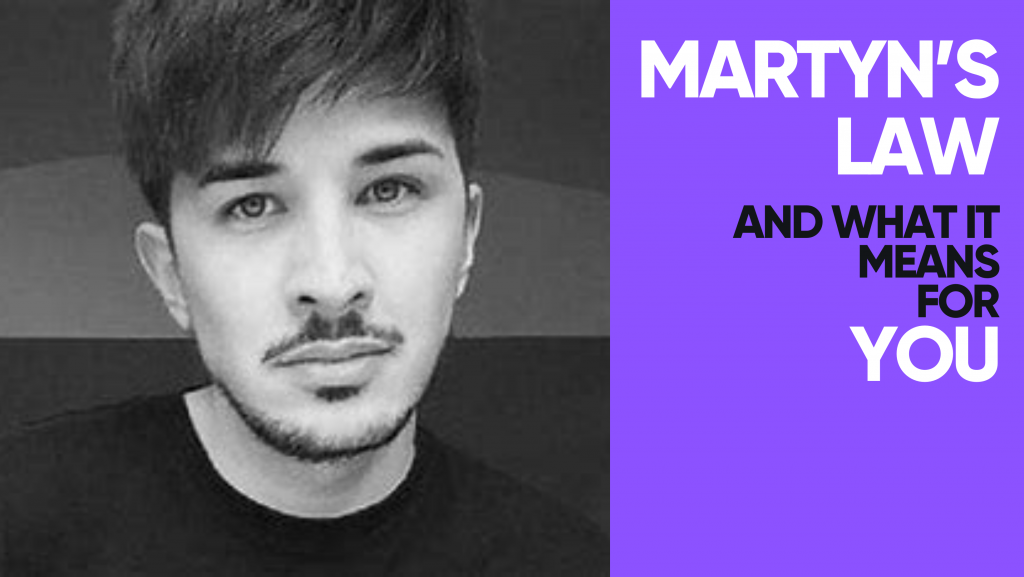 MARTYN'S
LAW
AND WHAT IT
MEANS
FOR
YOU